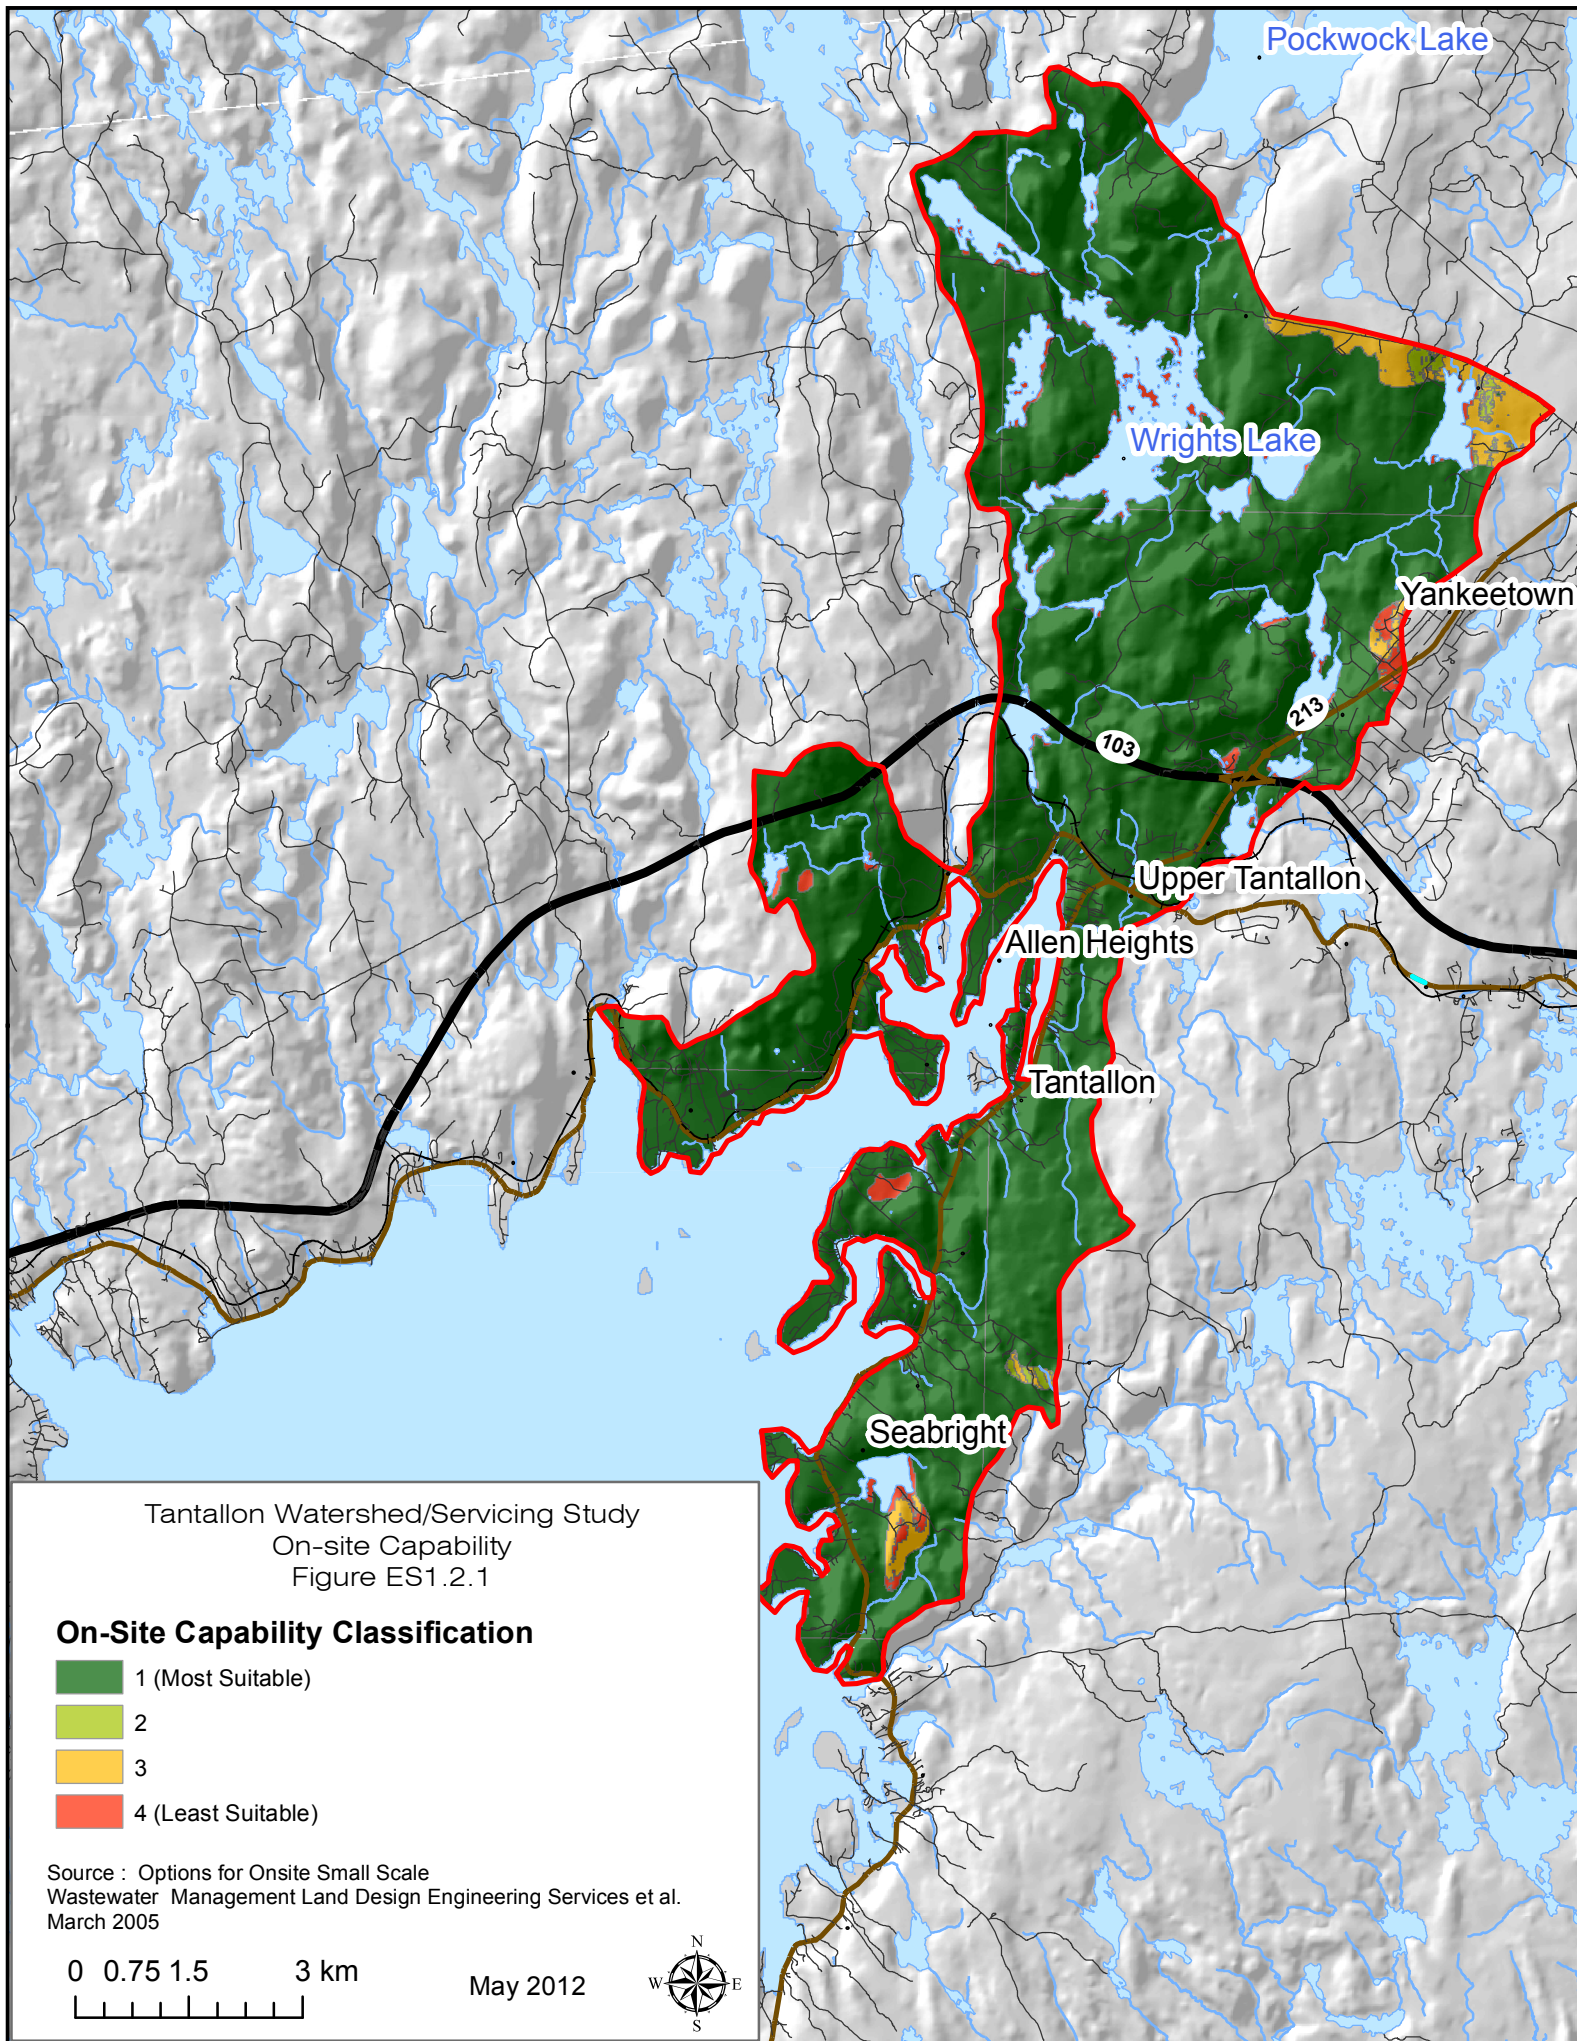 Pockwock Lake
Wrights Lake
Yankeetown
213
103
Upper Tantallon
Allen Heights
Tantallon
Seabright
Tantallon Watershed/Servicing Study
On-site Capability
Figure ES1.2.1
On-Site Capability Classification
1 (Most Suitable)
2
3
4 (Least Suitable)
Source : Options for Onsite Small Scale
Wastewater Management Land Design Engineering Services et al.
March 2005
0 0.75 1.5 3 km
May 2012
N
W E
S